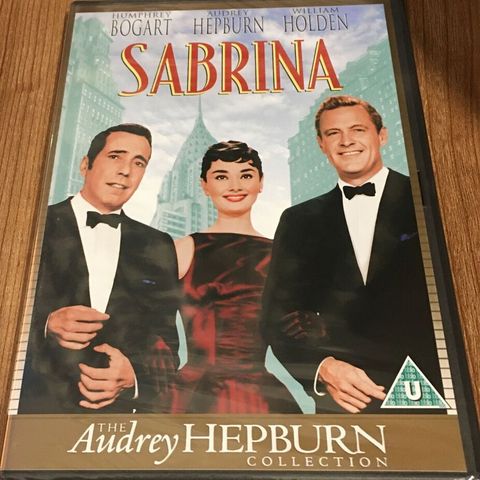 HUMPHREY AUDREY WILLIAM
BOGART HEPBURN HOLDEN
SABRINA
U
THE
Audrey HEPBURN
COLLECTION